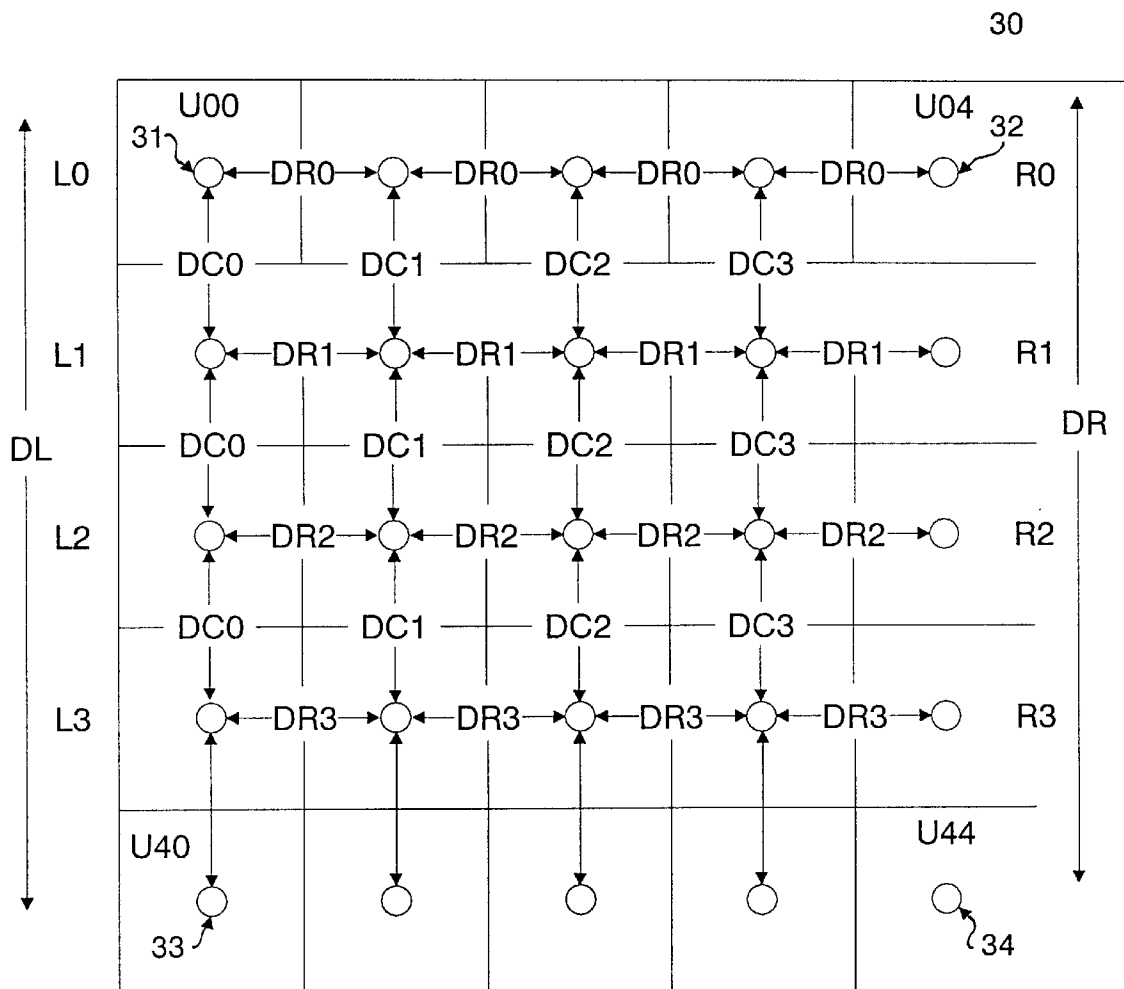 30
U00 U04
31 32
L0 DR0 DR0 DR0 DR0 R0
DC0 DC1 DC2 DC3
L1 DR1 DR1 DR1 DR1 R1
DL DC0 DC1 DC2 DC3 DR
L2 DR2 DR2 DR2 DR2 R2
DC0 DC1 DC2 DC3
L3 DR3 DR3 DR3 DR3 R3
U40 U44
33 34